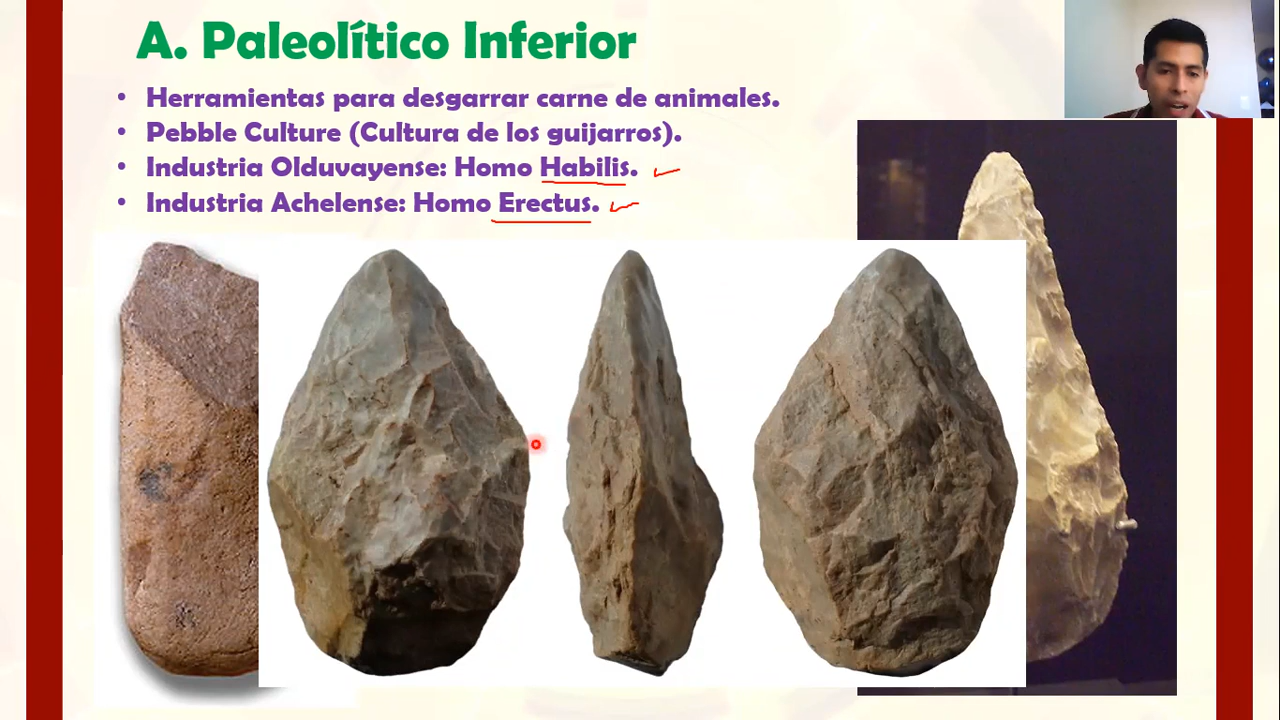 A. Paleolítico Inferior
• Herramientas para desgarrar carne de animales.
• Pebble Culture (Cultura de los guijarros).
• Industria Olduvayense: Homo Habilis.
• Industria Achelense: Homo Erectus.